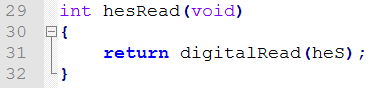 29 int hesRead(void)
30 {
31 return digitalRead(heS);
32 }